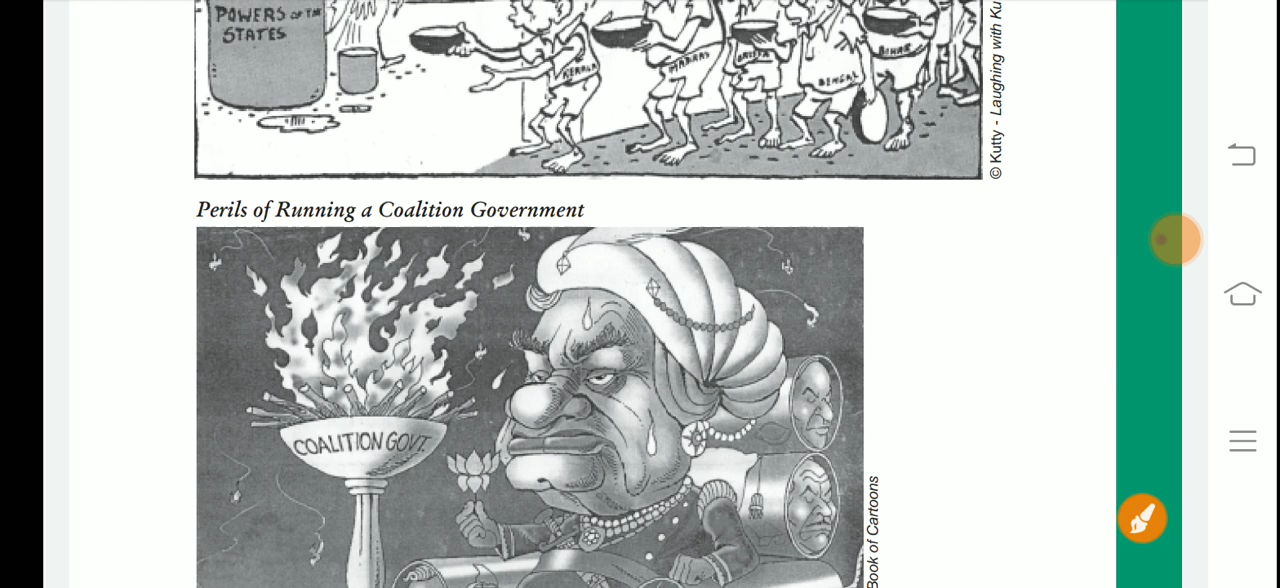 POWERS OF THE
STATES
KERALA
MADRAS
ORISSA
BENGAL
BIHAR
© Kutty - Laughing with Ku
Perils of Running a Coalition Government
COALITION GOVT.
Book of Cartoons